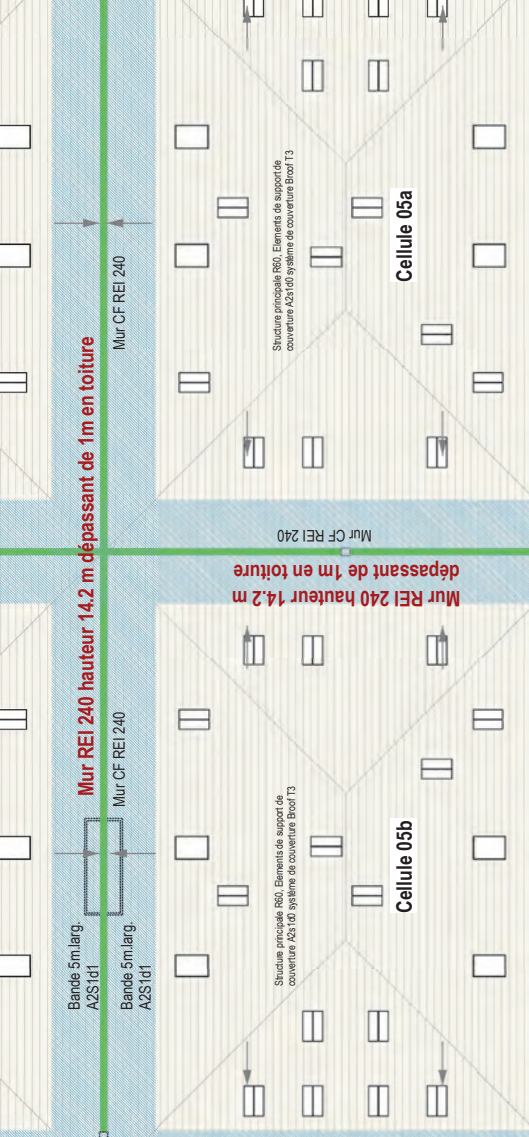 Mur REI 240 hauteur 14.2 m dépassant de 1m en toiture
Mur CF REI 240
Mur CF REI 240
Bande 5m.larg.
A2S1d1
Bande 5m.larg.
A2S1d1
Structure principale R60, Elements de support de
couverture A2s1d0 système de couverture Broof T3
Cellule 05a
Mur CF REI 240
Mur REI 240 hauteur 14.2 m
dépassant de 1m en toiture
Structure principale R60, Elements de support de
couverture A2s1d0 système de couverture Broof T3
Cellule 05b